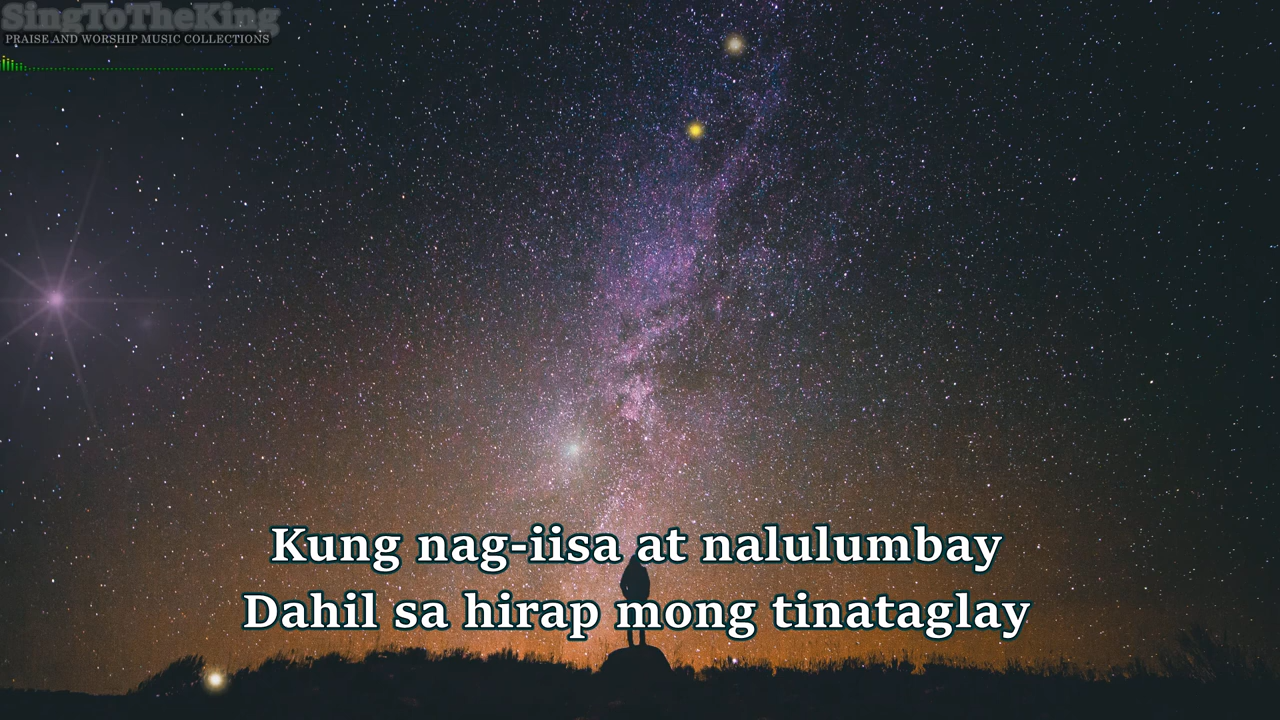 SingToTheKing
PRAISE AND WORSHIP MUSIC COLLECTIONS
Kung nag-iisa at nalulumbay
Dahil sa hirap mong tinataglay